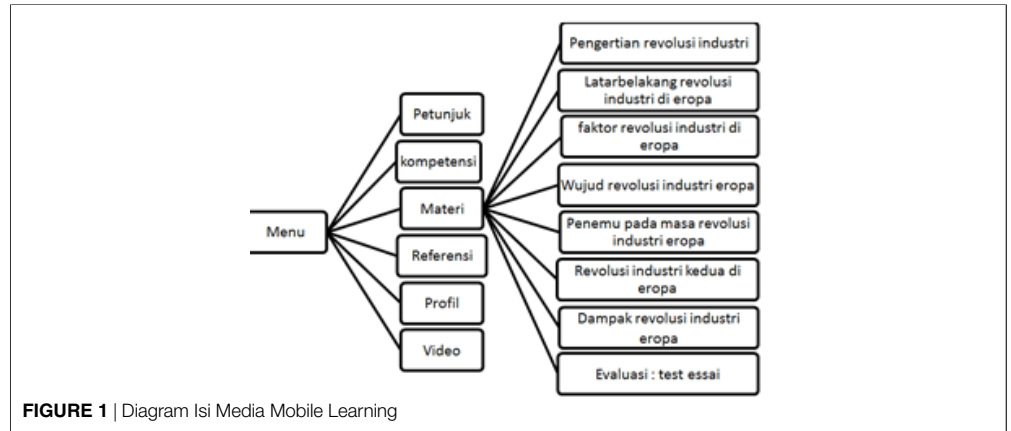 Menu
Petunjuk
kompetensi
Materi
Referensi
Profil
Video
Pengertian revolusi industri
Latarbelakang revolusi
industri di eropa
faktor revolusi industri di
eropa
Wujud revolusi industri eropa
Penemu pada masa revolusi
industri eropa
Revolusi industri kedua di
eropa
Dampak revolusi industri
eropa
Evaluasi : test essai
FIGURE 1 | Diagram Isi Media Mobile Learning